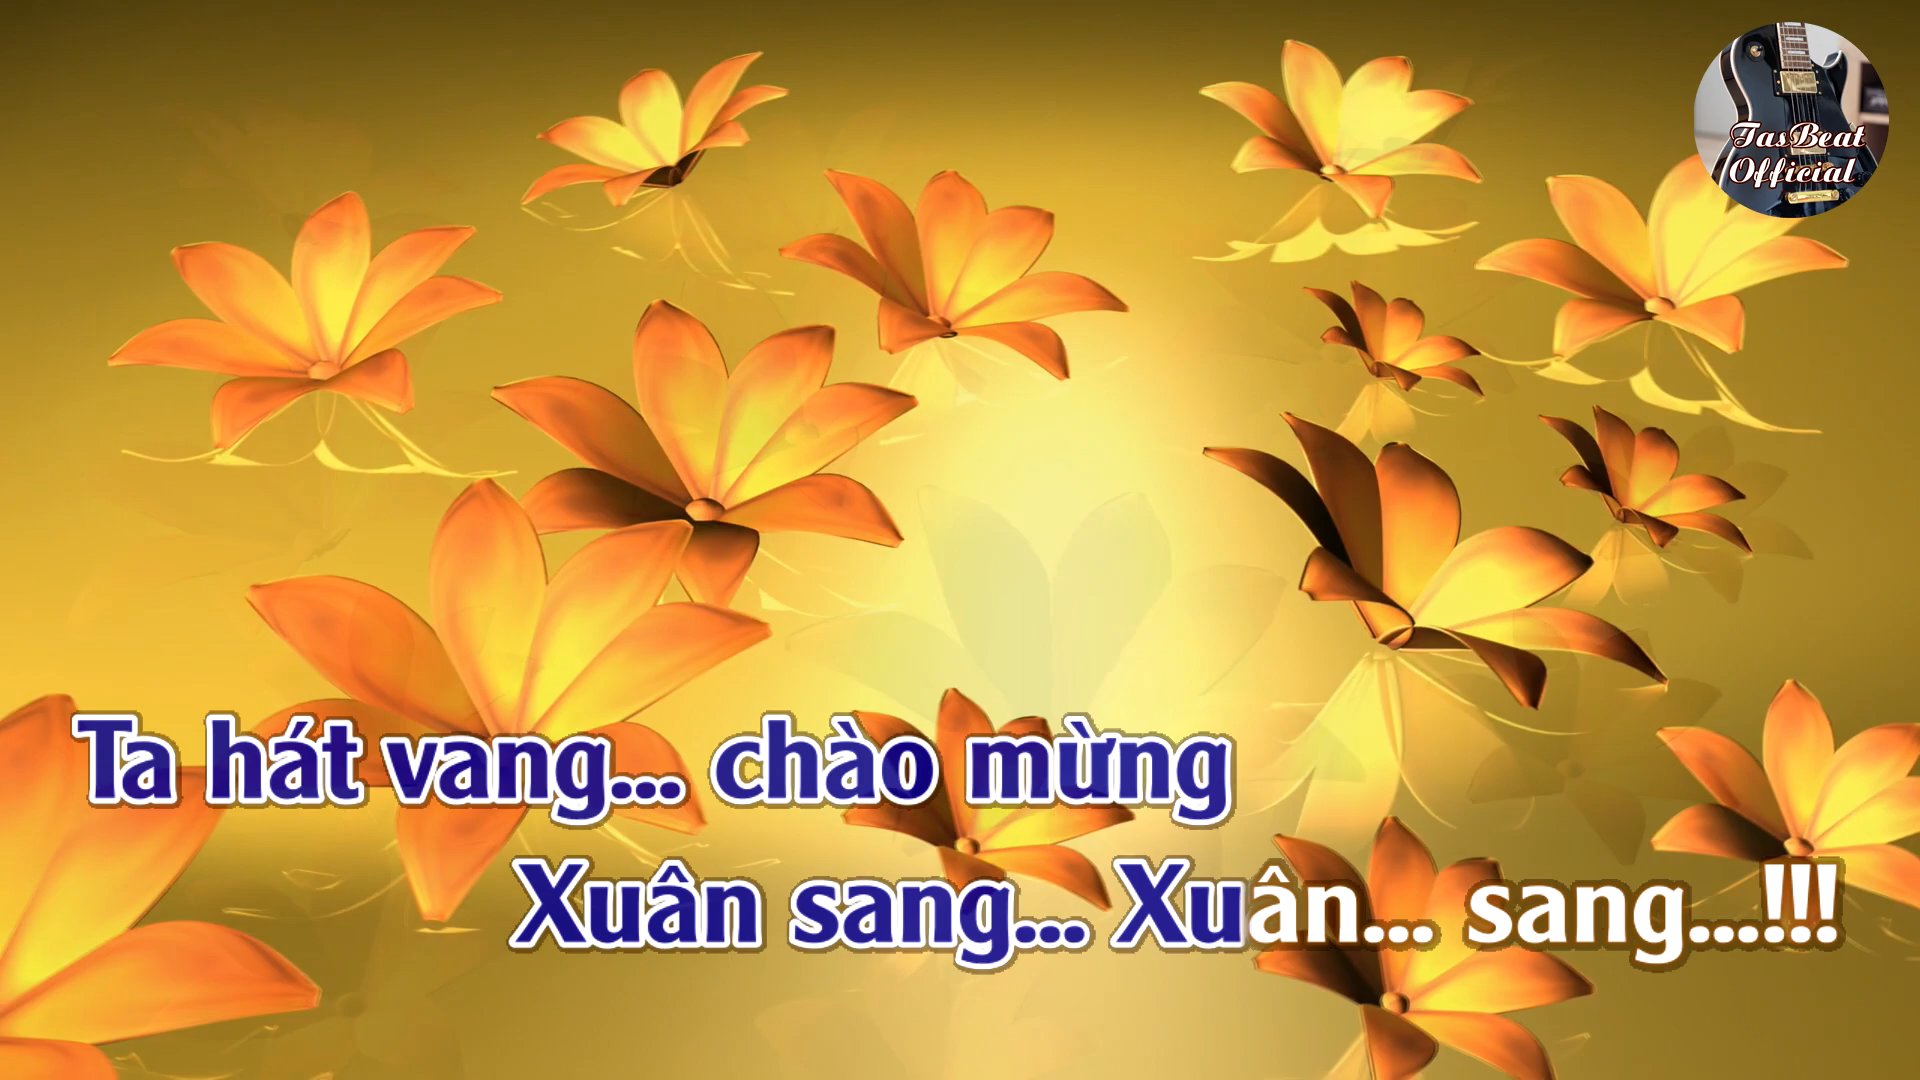 TasBeat
Official
Ta hát vang... chào mừng
Xuân sang... Xuân... sang...!!!